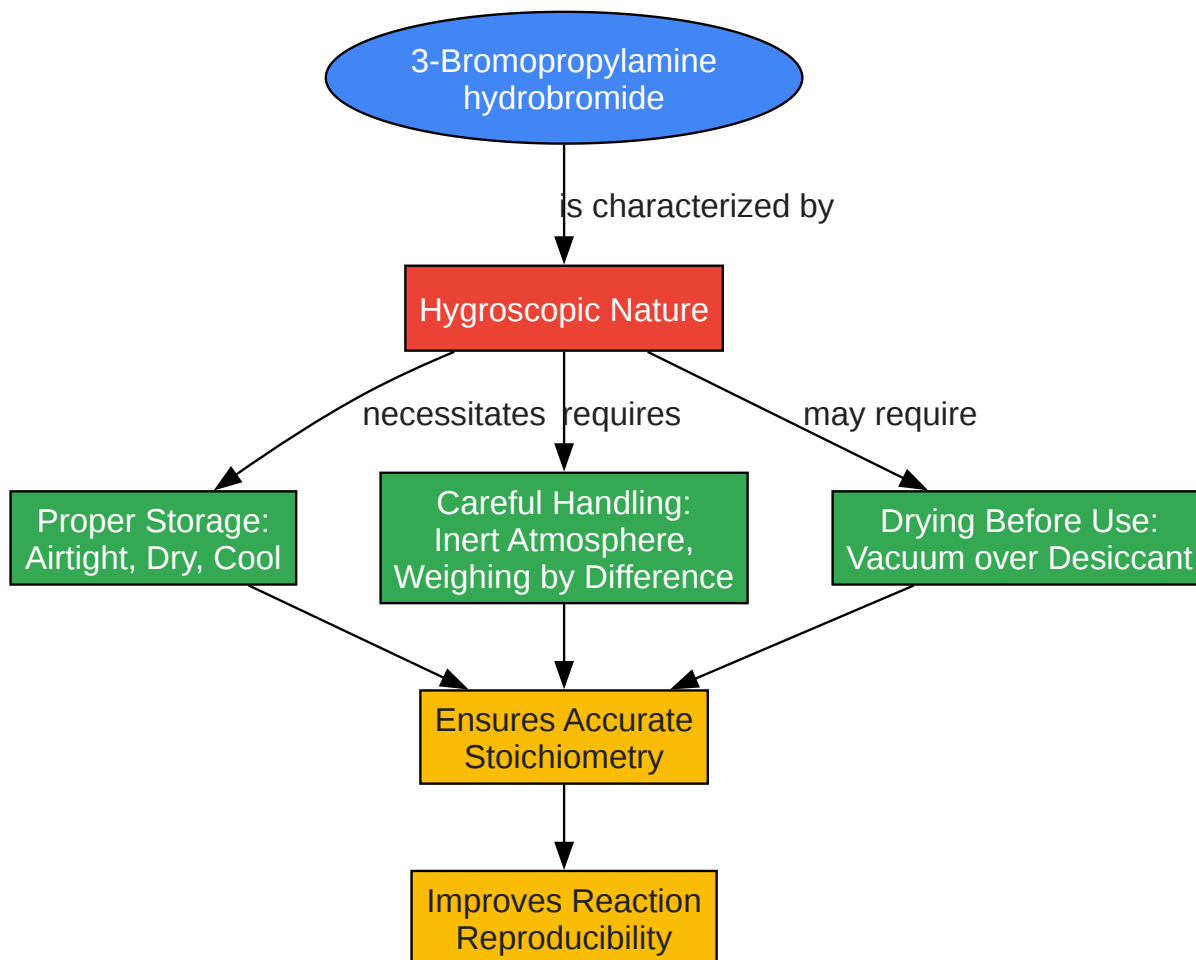 3-Bromopropylamine
hydrobromide
is characterized by
Hygroscopic Nature
necessitates
requires
may require
Proper Storage:
Airtight, Dry, Cool
Careful Handling:
Inert Atmosphere,
Weighing by Difference
Drying Before Use:
Vacuum over Desiccant
Ensures Accurate
Stoichiometry
Improves Reaction
Reproducibility